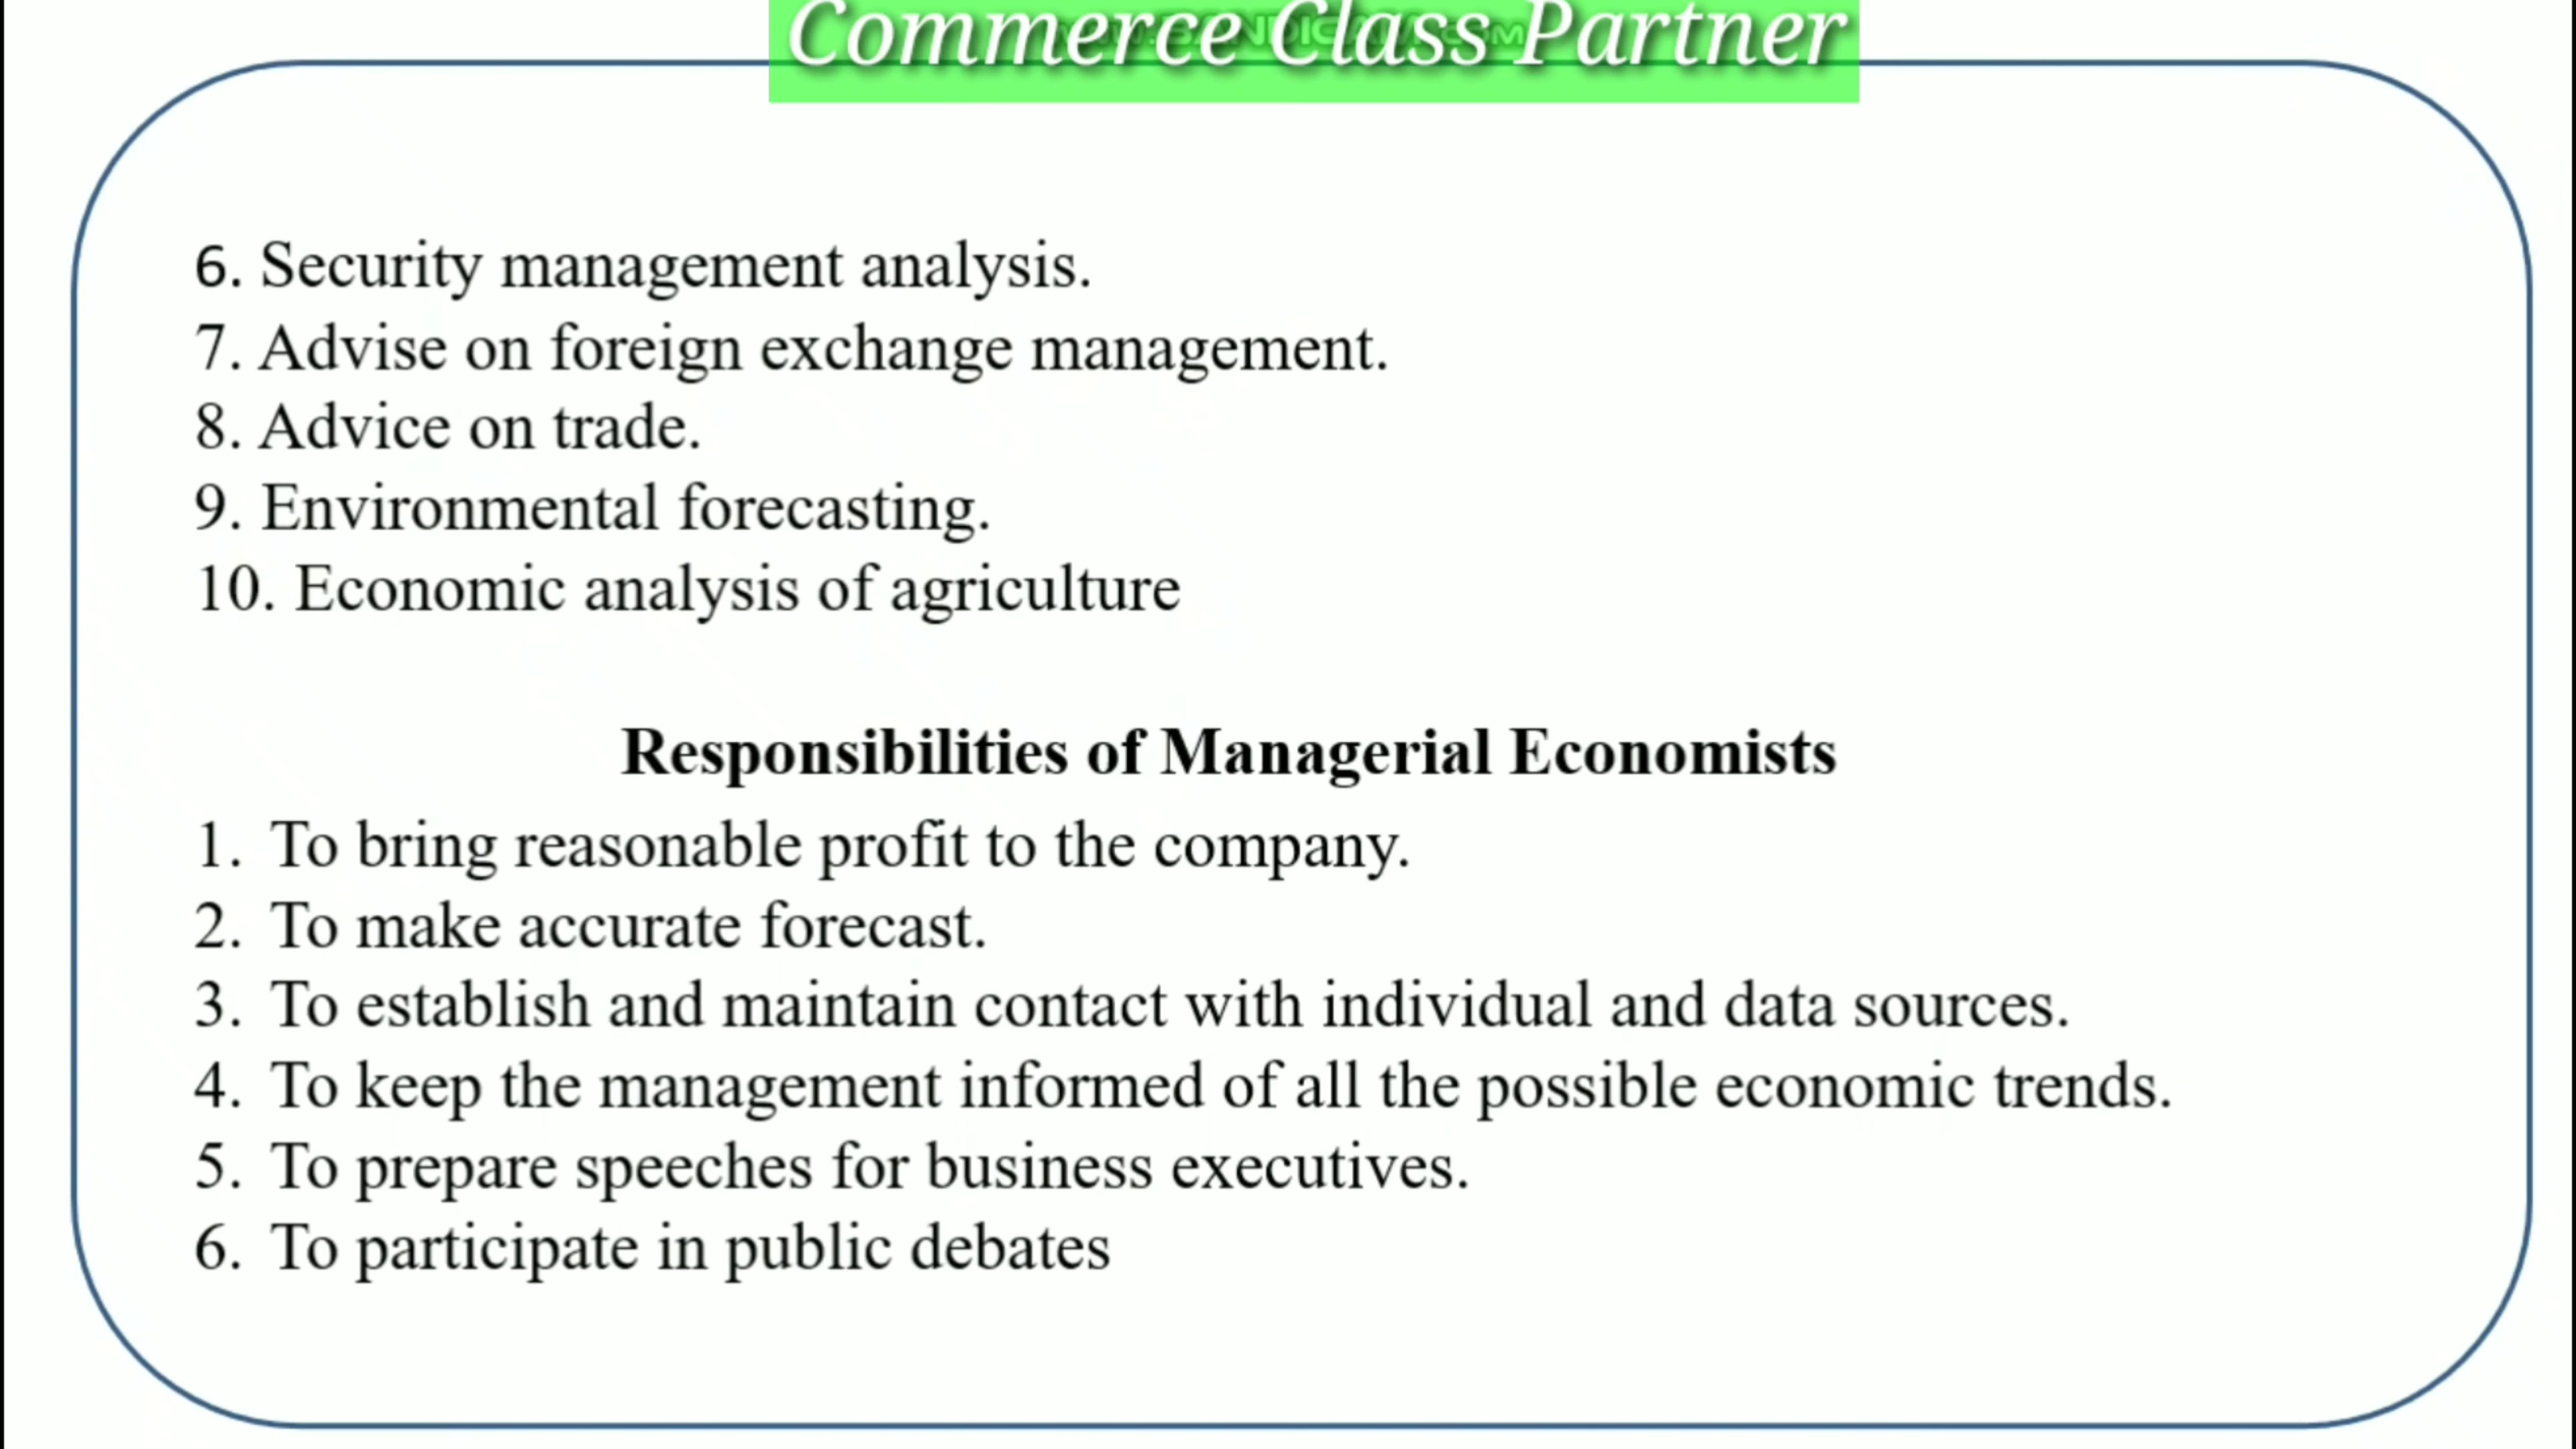 Commerce Class Partner
6. Security management analysis.
7. Advise on foreign exchange management.
8. Advice on trade.
9. Environmental forecasting.
10. Economic analysis of agriculture
Responsibilities of Managerial Economists
1. To bring reasonable profit to the company.
2. To make accurate forecast.
3. To establish and maintain contact with individual and data sources.
4. To keep the management informed of all the possible economic trends.
5. To prepare speeches for business executives.
6. To participate in public debates